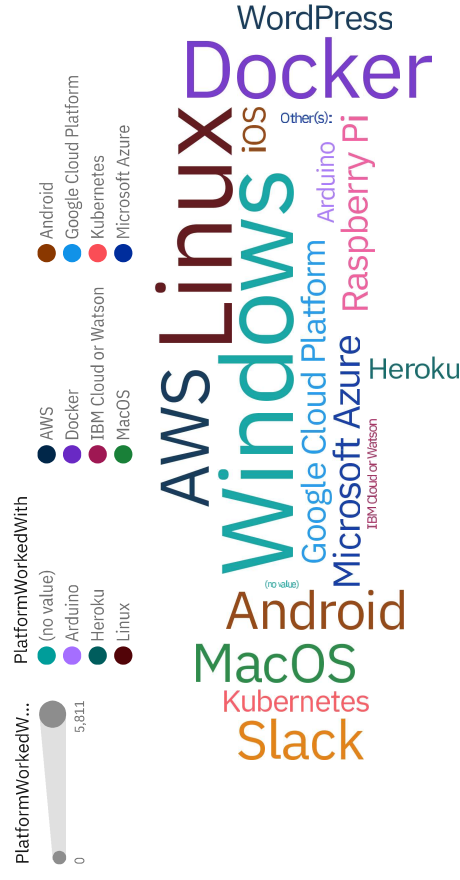 PlatformWorkedW...
0
5,811
PlatformWorkedWith
(no value)
Arduino
Heroku
Linux
AWS
Docker
IBM Cloud or Watson
MacOS
Android
Google Cloud Platform
Kubernetes
Microsoft Azure
WordPress
Docker
Linux
iOS
Other(s):
Arduino
Raspberry Pi
Windows
Google Cloud Platform
AWS
Microsoft Azure
Heroku
IBM Cloud or Watson
(no value)
Android
MacOS
Kubernetes
Slack